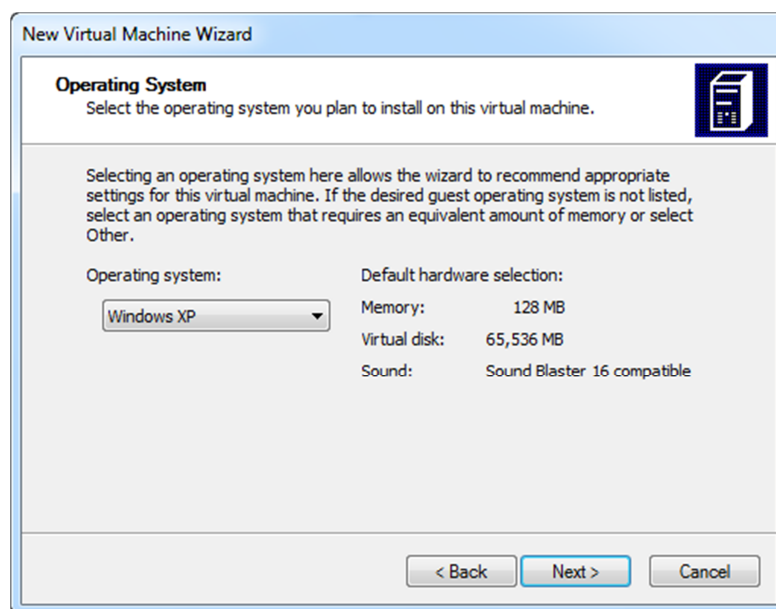 New Virtual Machine Wizard
Operating System
Select the operating system you plan to install on this virtual machine.
Selecting an operating system here allows the wizard to recommend appropriate
settings for this virtual machine. If the desired guest operating system is not listed,
select an operating system that requires an equivalent amount of memory or select
Other.
Operating system:
Windows XP
Default hardware selection:
Memory: 128 MB
Virtual disk: 65,536 MB
Sound: Sound Blaster 16 compatible
< Back Next > Cancel